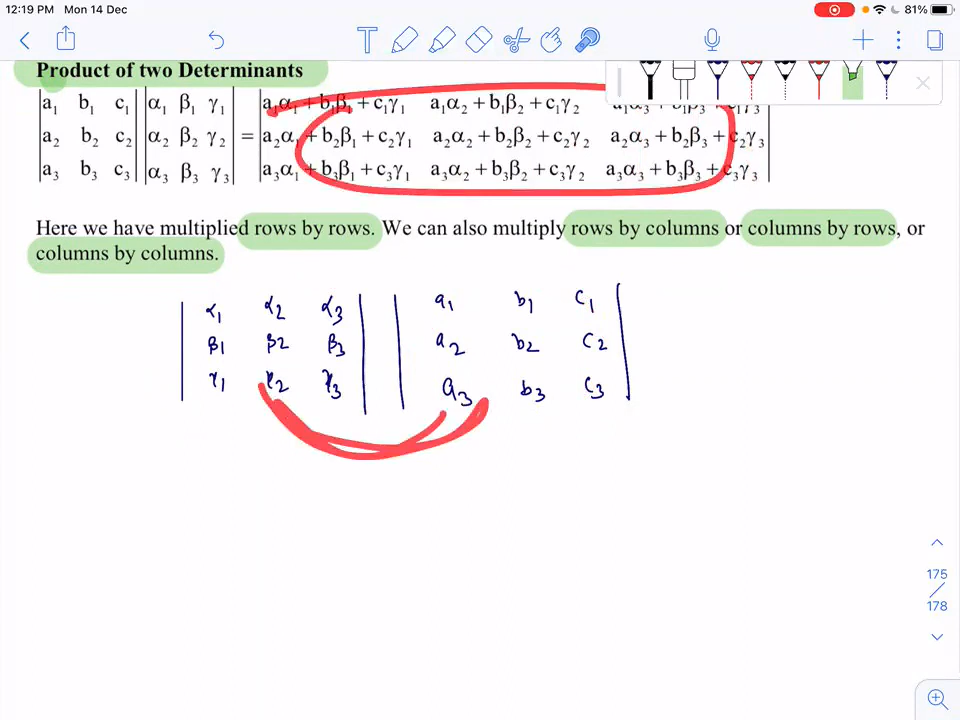 12:19 PM Mon 14 Dec 81%
Product of two Determinants
|a₁ b₁ c₁| |α₁ β₁ γ₁| |a₁α₁ + b₁β₁ + c₁γ₁ a₁α₂ + b₁β₂ + c₁γ₂ a₁α₃ + b₁β₃ + c₁γ₃|
|a₂ b₂ c₂| |α₂ β₂ γ₂| = |a₂α₁ + b₂β₁ + c₂γ₁ a₂α₂ + b₂β₂ + c₂γ₂ a₂α₃ + b₂β₃ + c₂γ₃|
|a₃ b₃ c₃| |α₃ β₃ γ₃| |a₃α₁ + b₃β₁ + c₃γ₁ a₃α₂ + b₃β₂ + c₃γ₂ a₃α₃ + b₃β₃ + c₃γ₃|
Here we have multiplied rows by rows. We can also multiply rows by columns or columns by rows, or
columns by columns.
|α₁ α₂ α₃| |a₁ b₁ c₁|
|β₁ β₂ β₃| |a₂ b₂ c₂|
|γ₁ γ₂ γ₃| |a₃ b₃ c₃|
175
/
178